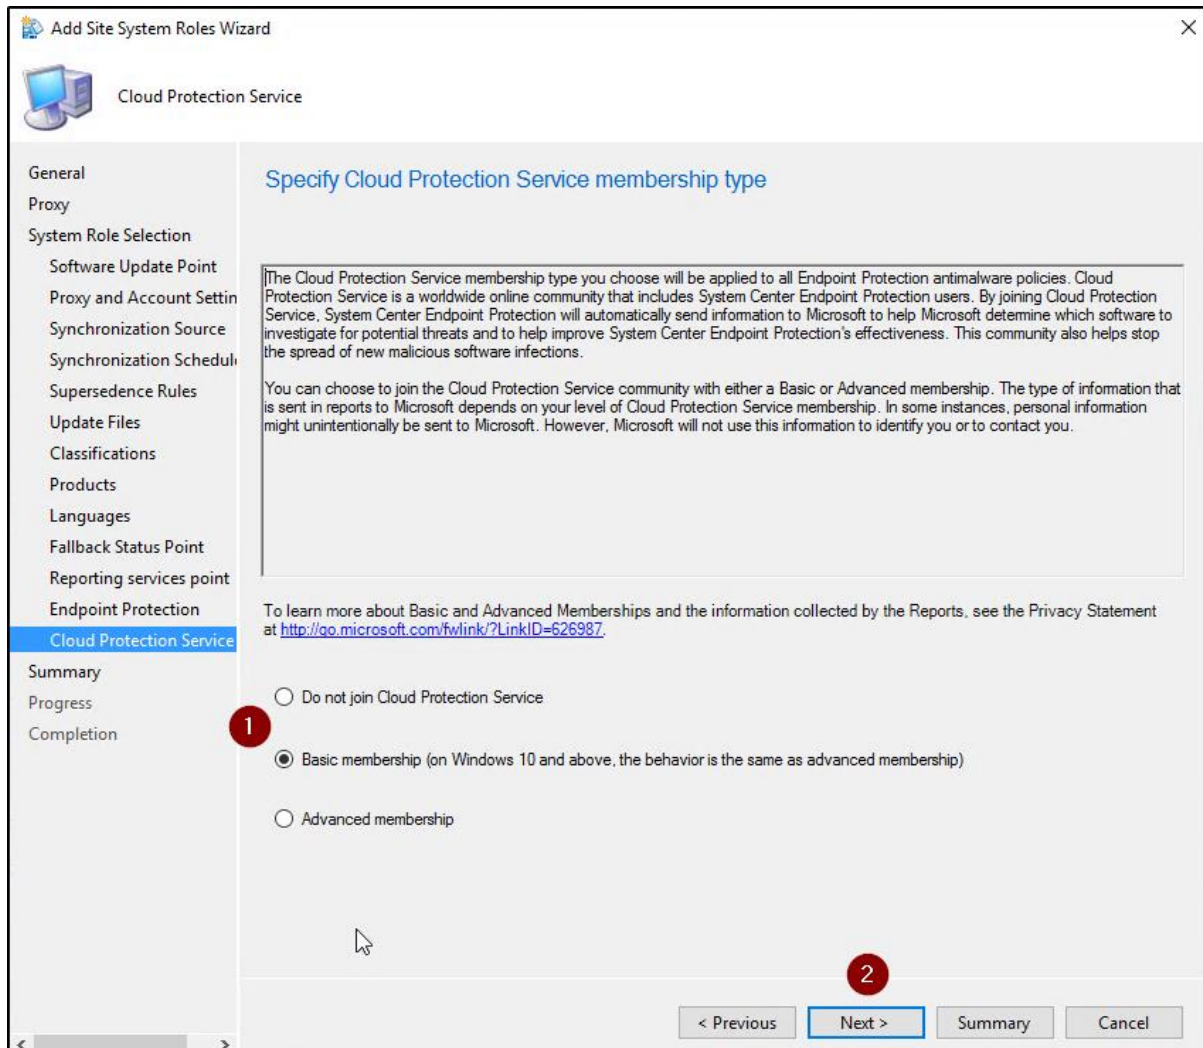 Add Site System Roles Wizard
Cloud Protection Service
General
Proxy
System Role Selection
Software Update Point
Proxy and Account Settin
Synchronization Source
Synchronization Schedul
Supersedence Rules
Update Files
Classifications
Products
Languages
Fallback Status Point
Reporting services point
Endpoint Protection
Cloud Protection Service
Summary
Progress
Completion
Specify Cloud Protection Service membership type
The Cloud Protection Service membership type you choose will be applied to all Endpoint Protection antimalware policies. Cloud
Protection Service is a worldwide online community that includes System Center Endpoint Protection users. By joining Cloud Protection
Service, System Center Endpoint Protection will automatically send information to Microsoft to help Microsoft determine which software to
investigate for potential threats and to help improve System Center Endpoint Protection's effectiveness. This community also helps stop
the spread of new malicious software infections.
You can choose to join the Cloud Protection Service community with either a Basic or Advanced membership. The type of information that
is sent in reports to Microsoft depends on your level of Cloud Protection Service membership. In some instances, personal information
might unintentionally be sent to Microsoft. However, Microsoft will not use this information to identify you or to contact you.
To learn more about Basic and Advanced Memberships and the information collected by the Reports, see the Privacy Statement
at http://go.microsoft.com/fwlink/?LinkID=626987.
Do not join Cloud Protection Service
1
Basic membership (on Windows 10 and above, the behavior is the same as advanced membership)
Advanced membership
2
< Previous
Next >
Summary
Cancel